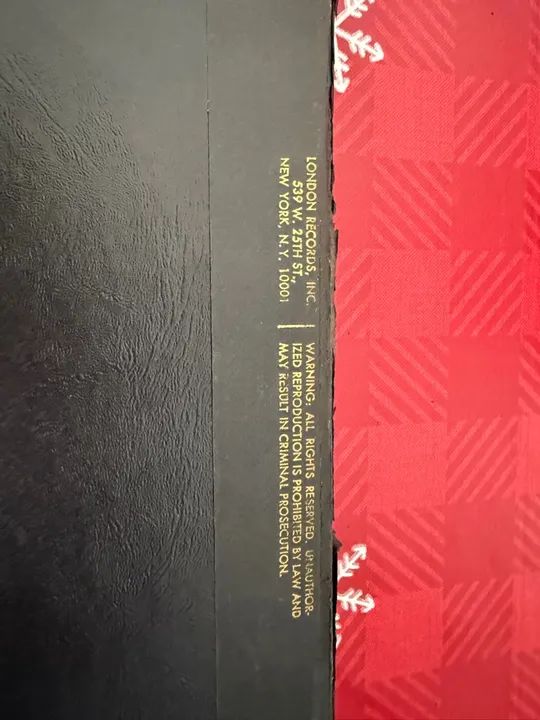 LONDON RECORDS, INC.
539 W. 25TH ST.,
NEW YORK, N.Y. 10001
WARNING: ALL RIGHTS RESERVED. UNAUTHOR-
IZED REPRODUCTION IS PROHIBITED BY LAW AND
MAY RESULT IN CRIMINAL PROSECUTION.